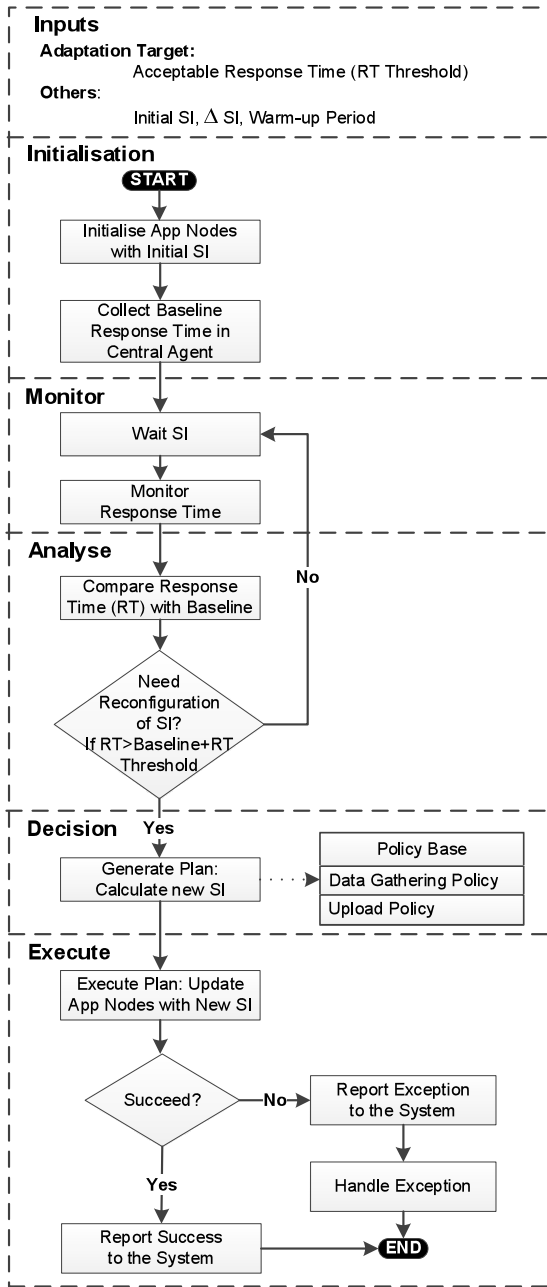 Inputs
Adaptation Target:
Acceptable Response Time (RT Threshold)
Others:
Initial SI, Δ SI, Warm-up Period
Initialisation
START
Initialise App Nodes
with Initial SI
Collect Baseline
Response Time in
Central Agent
Monitor
Wait SI
Monitor
Response Time
Analyse
No
Compare Response
Time (RT) with Baseline
Need
Reconfiguration
of SI?
If RT>Baseline+RT
Threshold
Decision
Yes
Generate Plan:
Calculate new SI
Policy Base
Data Gathering Policy
Upload Policy
Execute
Execute Plan: Update
App Nodes with New SI
Succeed?
No
Report Exception
to the System
Yes
Handle Exception
Report Success
to the System
END